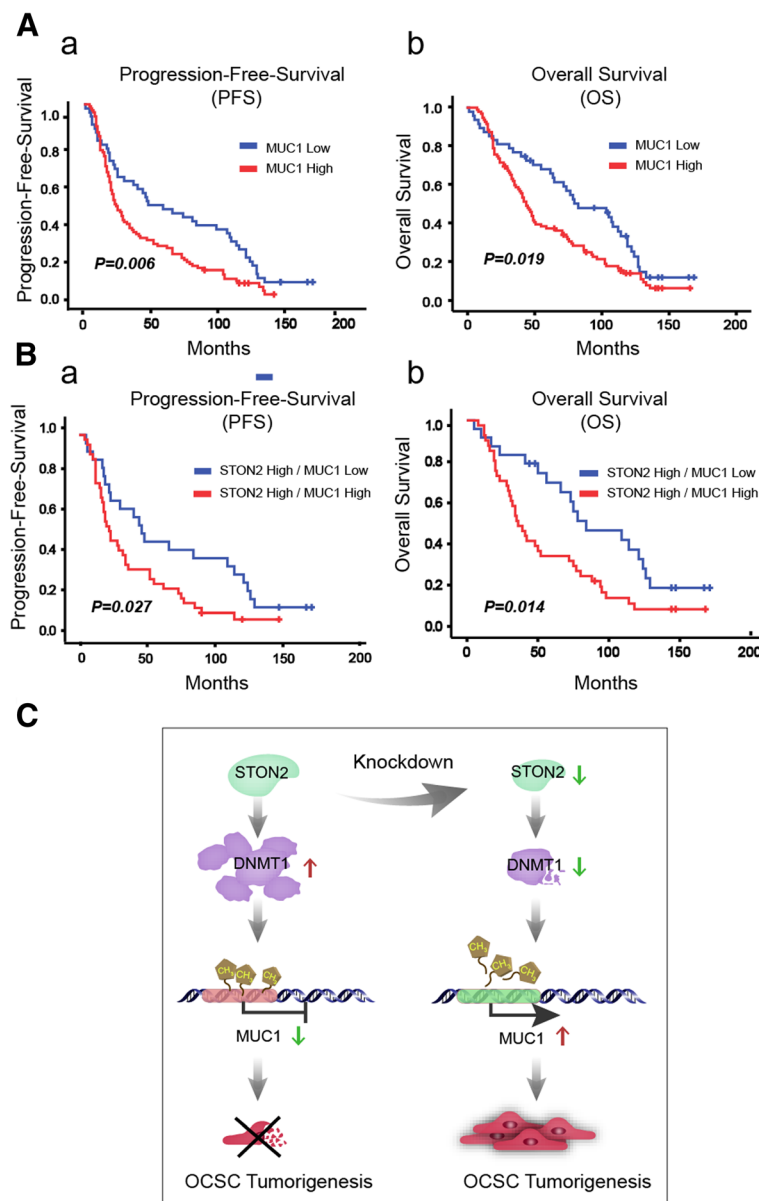 A
a
Progression-Free-Survival
(PFS)
Progression-Free-Survival
1.0
0.8
0.6
0.4
0.2
0.0
MUC1 Low
MUC1 High
P=0.006
0
50
100
150
200
Months
b
Overall Survival
(OS)
Overall Survival
1.0
0.8
0.6
0.4
0.2
0.0
MUC1 Low
MUC1 High
P=0.019
0
50
100
150
200
Months
B
a
Progression-Free-Survival
(PFS)
Progression-Free-Survival
1.0
0.8
0.6
0.4
0.2
0.0
STON2 High / MUC1 Low
STON2 High / MUC1 High
P=0.027
0
50
100
150
200
Months
b
Overall Survival
(OS)
Overall Survival
1.0
0.8
0.6
0.4
0.2
0.0
STON2 High / MUC1 Low
STON2 High / MUC1 High
P=0.014
0
50
100
150
200
Months
C
STON2
Knockdown
STON2
DNMT1
DNMT1
CH3 CH3 CH3
CH3 CH3 CH3
MUC1
MUC1
OCSC Tumorigenesis
OCSC Tumorigenesis